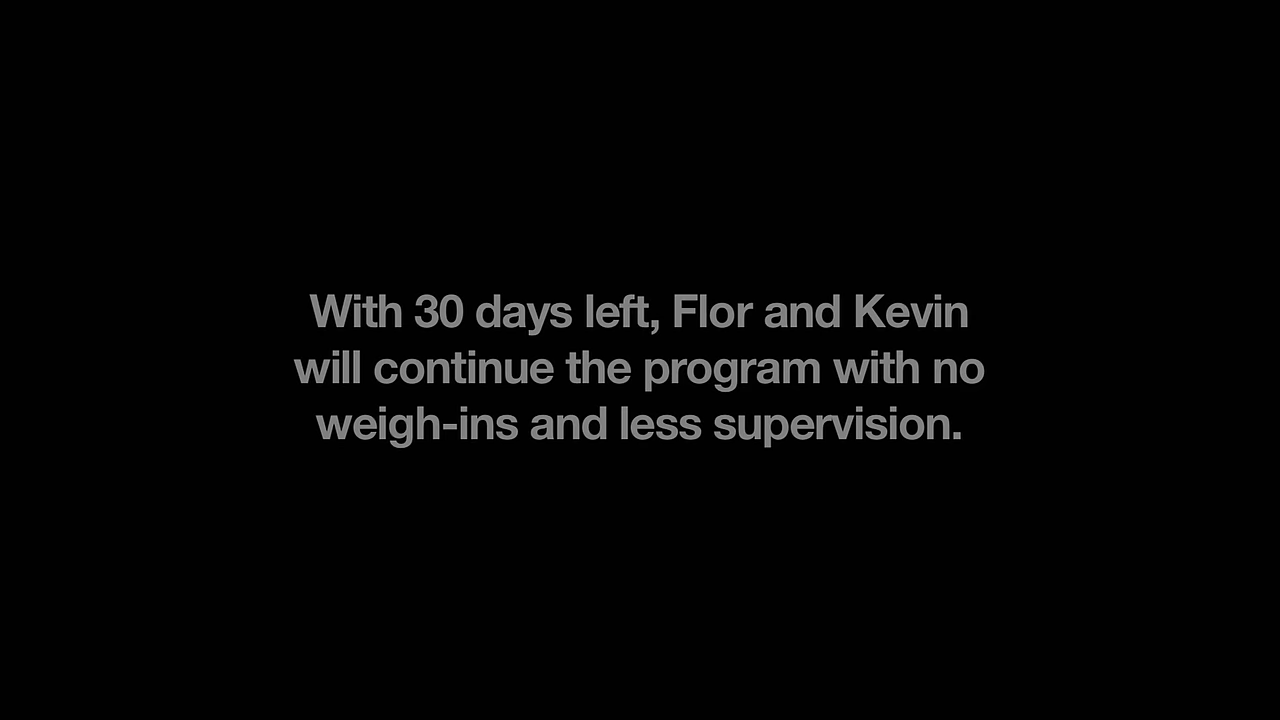 With 30 days left, Flor and Kevin
will continue the program with no
weigh-ins and less supervision.